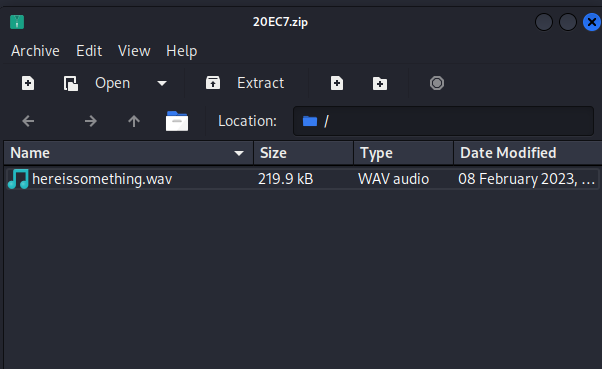 20EC7.zip
Archive Edit View Help
Open Extract
Location: /
Name Size Type Date Modified
hereissomething.wav 219.9 kB WAV audio 08 February 2023, ...